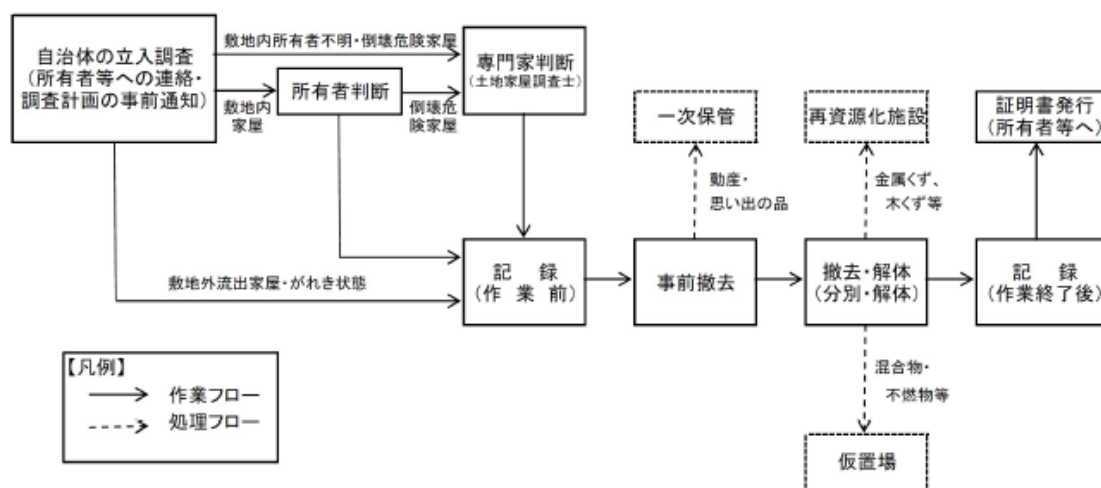 自治体の立入調査
(所有者等への連絡・
調査計画の事前通知)
敷地内所有者不明・倒壊危険家屋
敷地内
家屋
所有者判断
倒壊危
険家屋
専門家判断
(土地家屋調査士)
一次保管
再資源化施設
証明書発行
(所有者等へ)
動産・
思い出の品
金属くず、
木くず等
敷地外流出家屋・がれき状態
記 録
(作 業 前)
事前撤去
撤去・解体
(分別・解体)
記 録
(作業終了後)
混合物・
不燃物等
仮置場
【凡例】
作業フロー
処理フロー